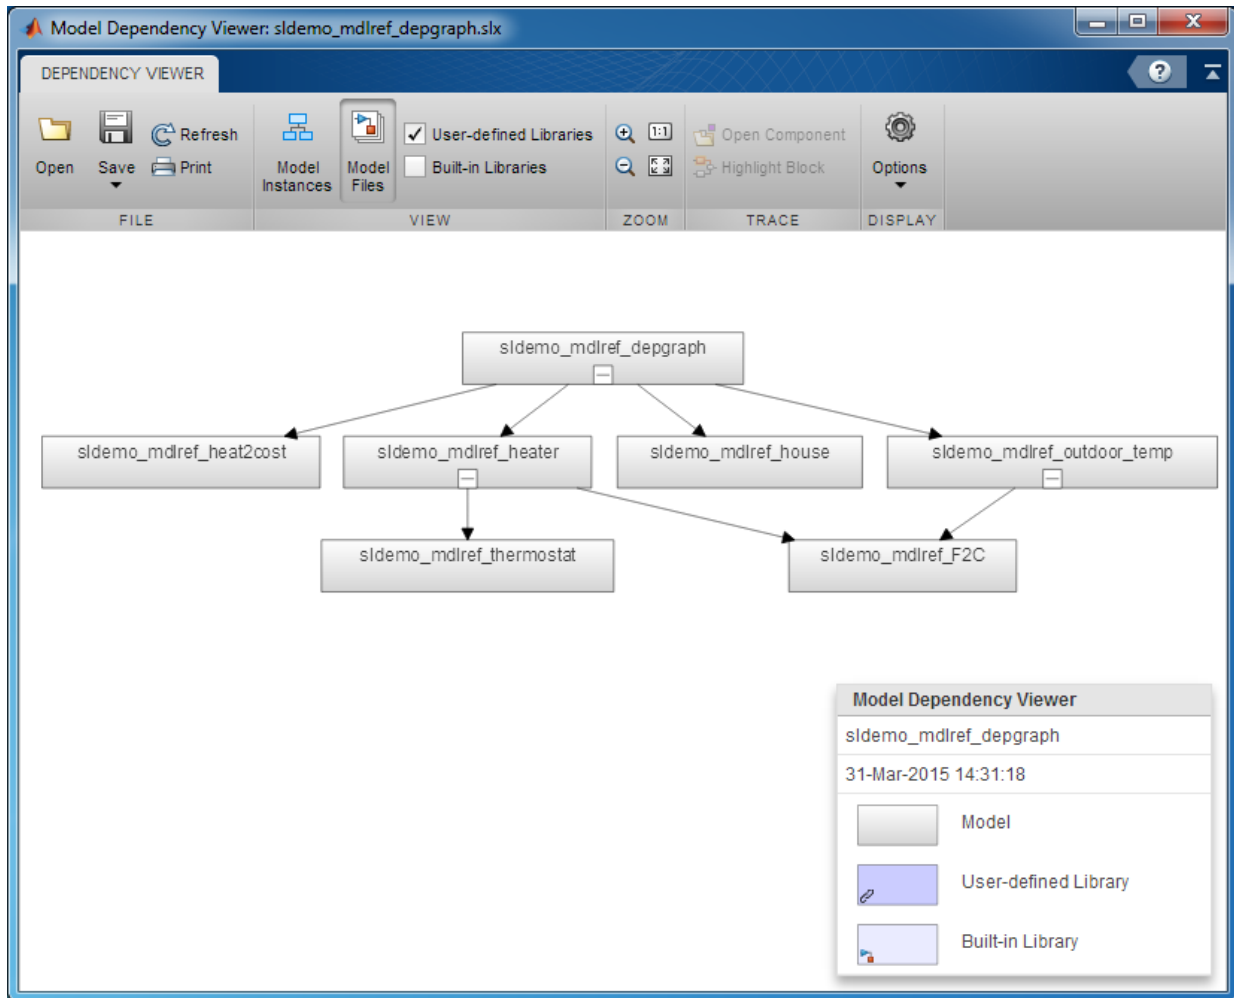 Model Dependency Viewer: sldemo_mdlref_depgraph.slx
DEPENDENCY VIEWER
?
Open
Save
Refresh
Print
Model Instances
Model Files
User-defined Libraries
Built-in Libraries
1:1
Open Component
Highlight Block
Options
FILE
VIEW
ZOOM
TRACE
DISPLAY
sldemo_mdlref_depgraph
sldemo_mdlref_heat2cost
sldemo_mdlref_heater
sldemo_mdlref_house
sldemo_mdlref_outdoor_temp
sldemo_mdlref_thermostat
sldemo_mdlref_F2C
Model Dependency Viewer
sldemo_mdlref_depgraph
31-Mar-2015 14:31:18
Model
User-defined Library
Built-in Library